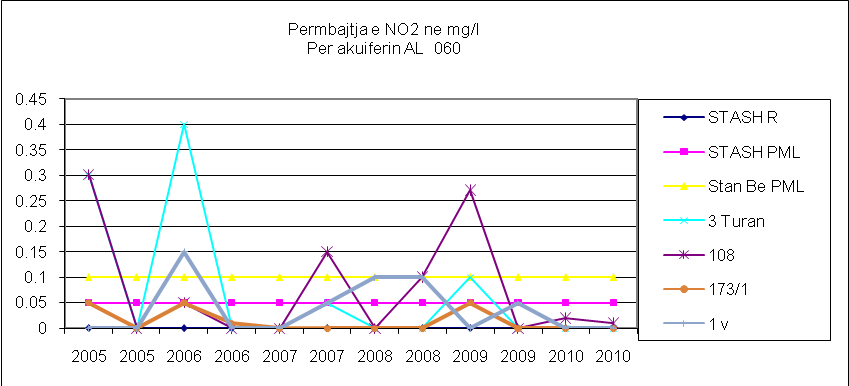 Permbajtja e NO2 ne mg/l
Per akuiferin AL 060
0.45
0.4
0.35
0.3
0.25
0.2
0.15
0.1
0.05
0
2005 2005 2006 2006 2007 2007 2008 2008 2009 2009 2010 2010
STASH R
STASH PML
Stan Be PML
3 Turan
108
173/1
1 v